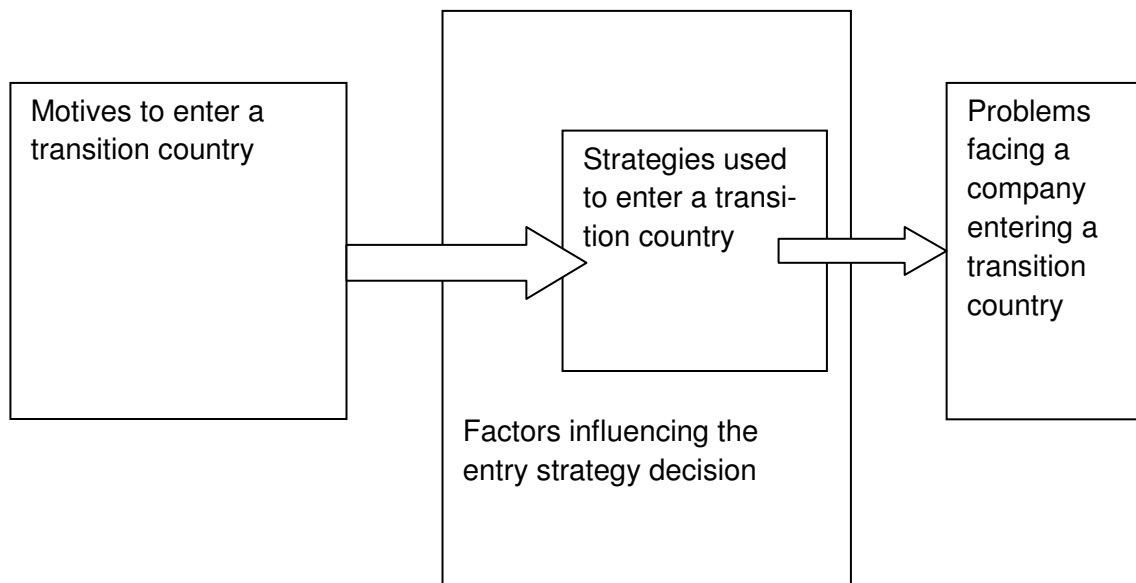 Motives to enter a
transition country
Strategies used
to enter a transi-
tion country
Factors influencing the
entry strategy decision
Problems
facing a
company
entering a
transition
country